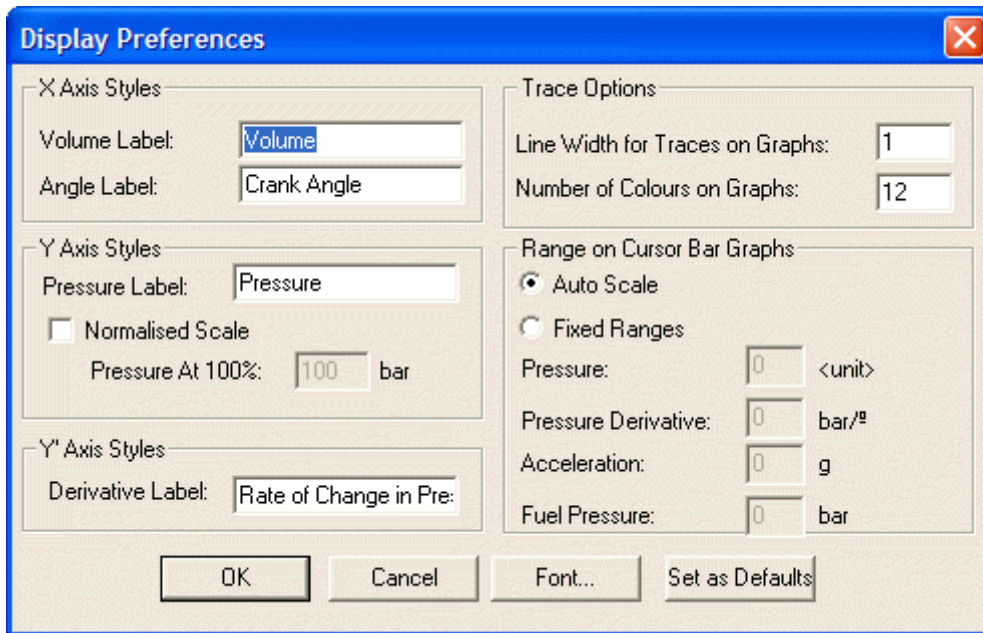 Display Preferences
X Axis Styles
Volume Label: Volume
Angle Label: Crank Angle
Y Axis Styles
Pressure Label: Pressure
Normalised Scale
Pressure At 100%: 100 bar
Y' Axis Styles
Derivative Label: Rate of Change in Pre
Trace Options
Line Width for Traces on Graphs: 1
Number of Colours on Graphs: 12
Range on Cursor Bar Graphs
Auto Scale
Fixed Ranges
Pressure: 0 <unit>
Pressure Derivative: 0 bar/º
Acceleration: 0 g
Fuel Pressure: 0 bar
OK Cancel Font... Set as Defaults